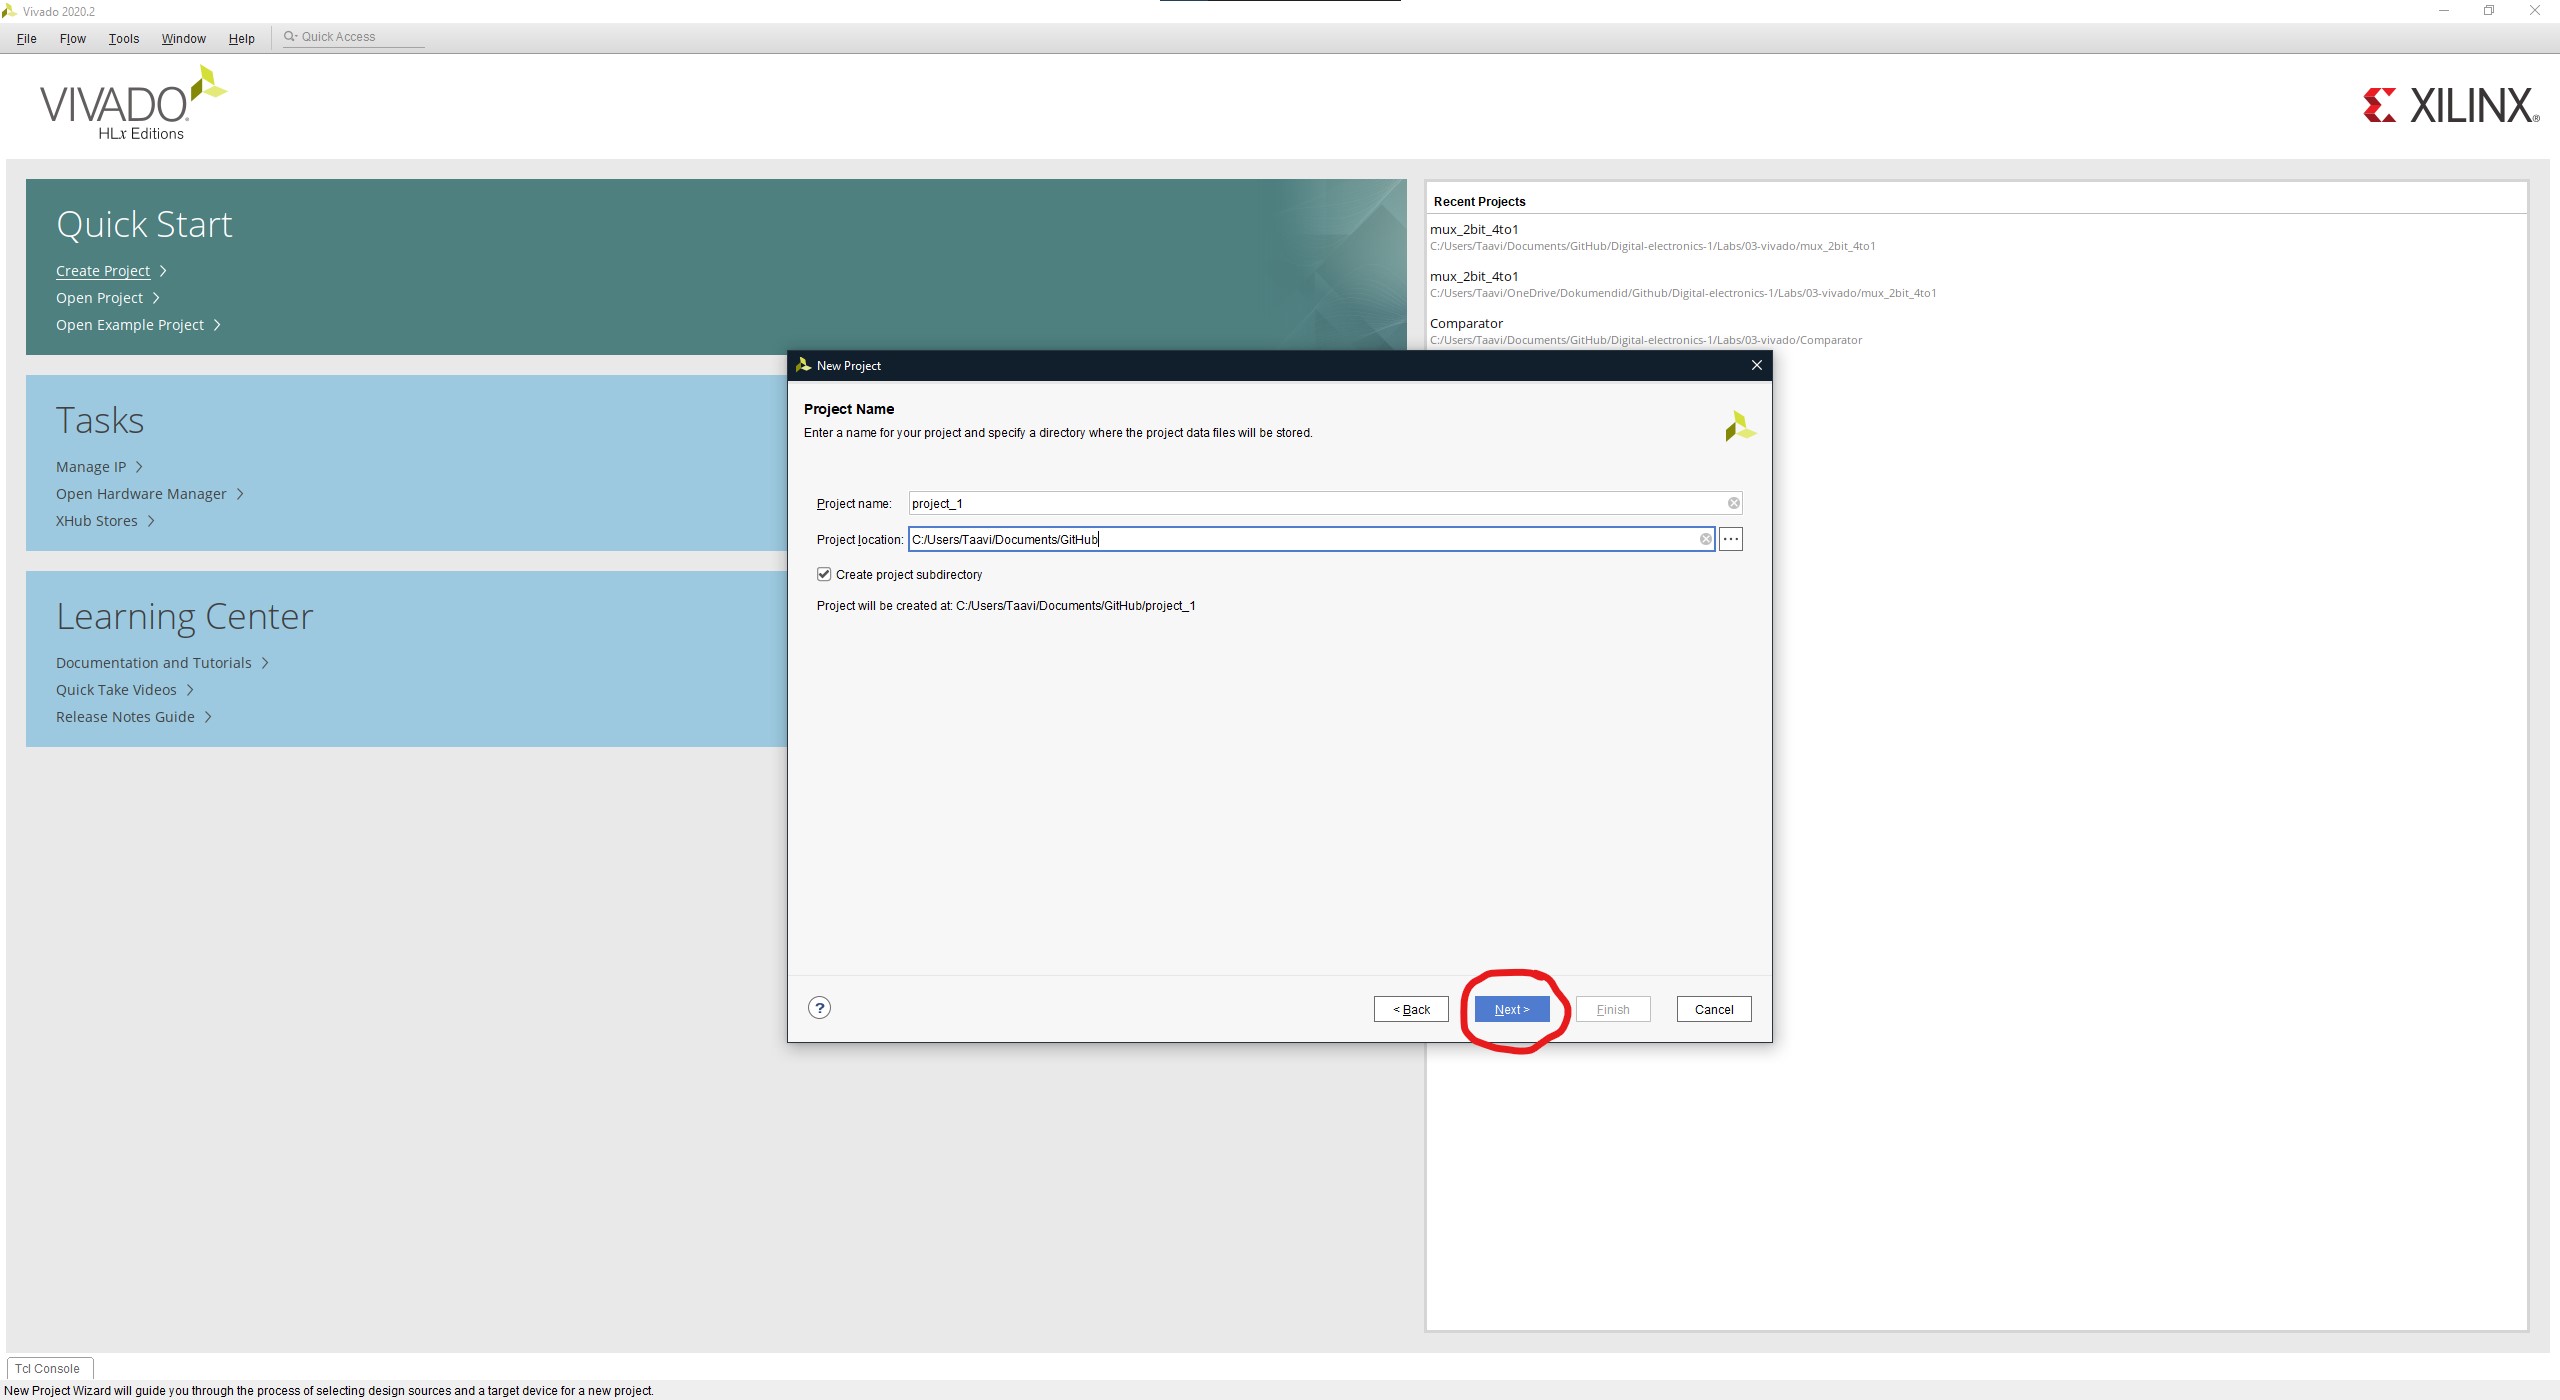 Vivado 2020.2
File Flow Tools Window Help Quick Access
VIVADO.
HLx Editions
XILINX®
Quick Start
Create Project
Open Project
Open Example Project
Tasks
Manage IP
Open Hardware Manager
XHub Stores
Learning Center
Documentation and Tutorials
Quick Take Videos
Release Notes Guide
Recent Projects
mux_2bit_4to1
C:/Users/Taavi/Documents/GitHub/Digital-electronics-1/Labs/03-vivado/mux_2bit_4to1
mux_2bit_4to1
C:/Users/Taavi/OneDrive/Dokumendid/Github/Digital-electronics-1/Labs/03-vivado/mux_2bit_4to1
Comparator
C:/Users/Taavi/Documents/GitHub/Digital-electronics-1/Labs/03-vivado/Comparator
New Project
Project Name
Enter a name for your project and specify a directory where the project data files will be stored.
Project name: project_1
Project location: C:/Users/Taavi/Documents/GitHub
Create project subdirectory
Project will be created at: C:/Users/Taavi/Documents/GitHub/project_1
? < Back Next > Finish Cancel
Tcl Console
New Project Wizard will guide you through the process of selecting design sources and a target device for a new project.